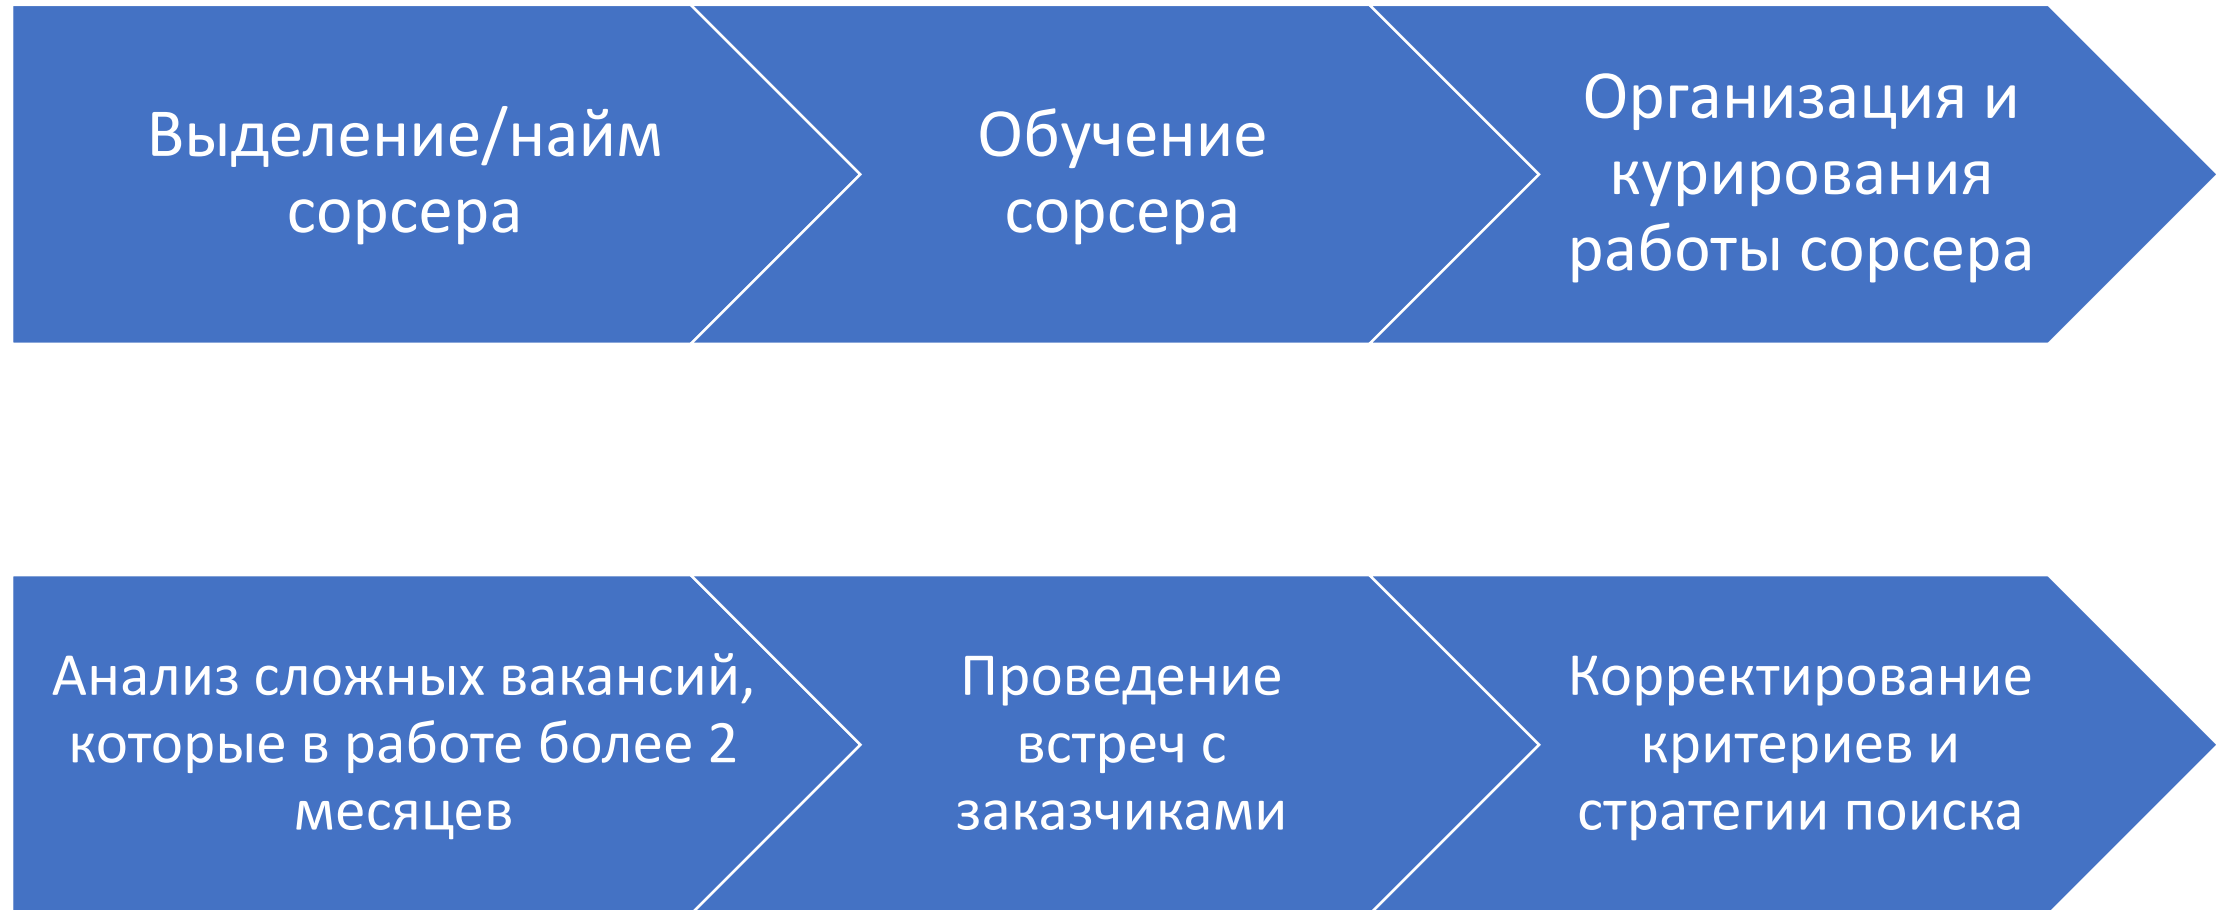 Выделение/найм
сорсера
Обучение
сорсера
Организация и
курирования
работы сорсера
Анализ сложных вакансий,
которые в работе более 2
месяцев
Проведение
встреч с
заказчиками
Корректирование
критериев и
стратегии поиска